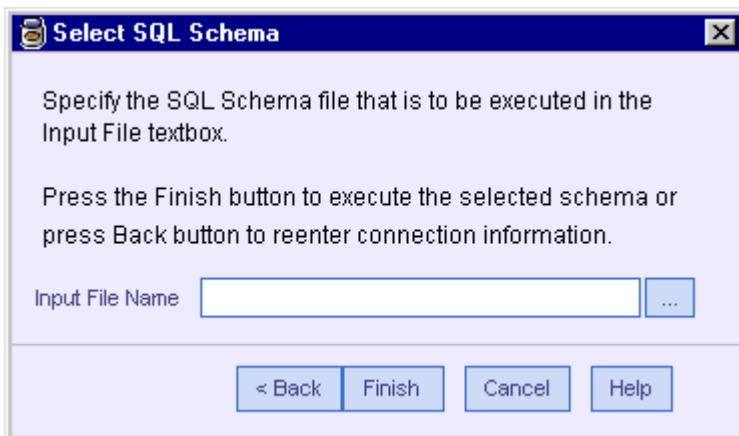 Select SQL Schema
Specify the SQL Schema file that is to be executed in the
Input File textbox.
Press the Finish button to execute the selected schema or
press Back button to reenter connection information.
Input File Name
...
< Back Finish Cancel Help